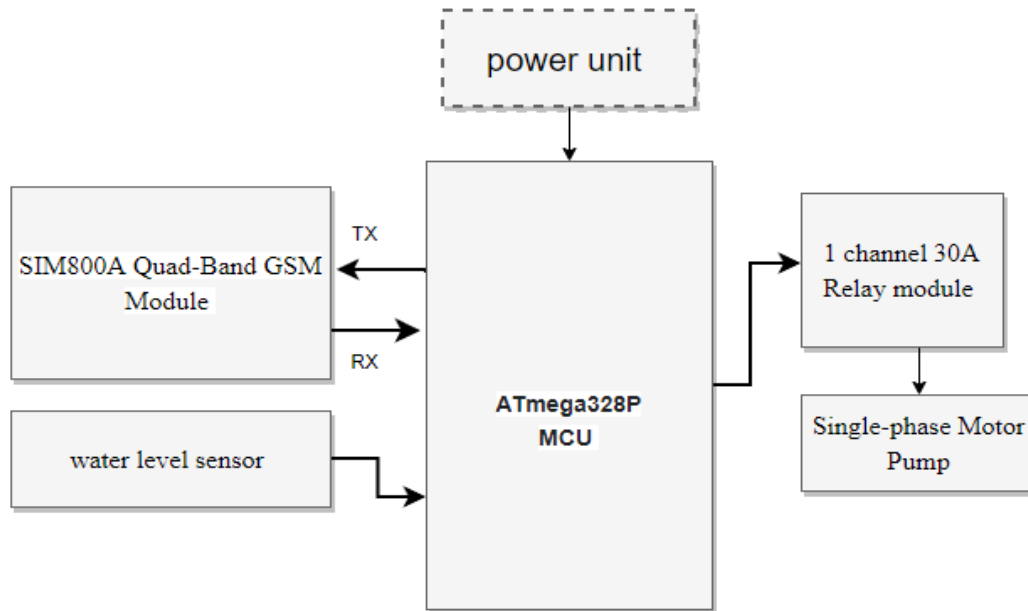 power unit
TX
SIM800A Quad-Band GSM
Module
RX
water level sensor
ATmega328P
MCU
1 channel 30A
Relay module
Single-phase Motor
Pump